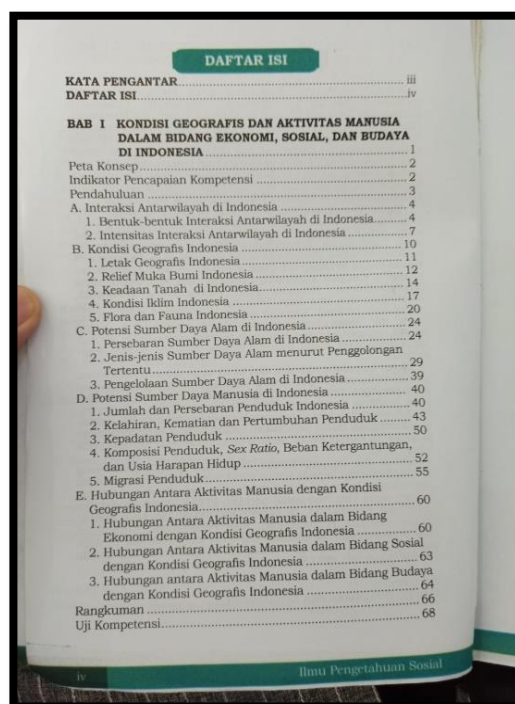 DAFTAR ISI
KATA PENGANTAR........................................................ iii
DAFTAR ISI.................................................................iv
BAB I KONDISI GEOGRAFIS DAN AKTIVITAS MANUSIA
DALAM BIDANG EKONOMI, SOSIAL, DAN BUDAYA
DI INDONESIA .................................................. 1
Peta Konsep.................................................................. 2
Indikator Pencapaian Kompetensi ..................................... 2
Pendahuluan ................................................................ 3
A. Interaksi Antarwilayah di Indonesia ............................... 4
1. Bentuk-bentuk Interaksi Antarwilayah di Indonesia......... 4
2. Intensitas Interaksi Antarwilayah di Indonesia ............... 7
B. Kondisi Geografis Indonesia ......................................... 10
1. Letak Geografis Indonesia......................................... 11
2. Relief Muka Bumi Indonesia ..................................... 12
3. Keadaan Tanah di Indonesia..................................... 14
4. Kondisi Iklim Indonesia ........................................... 17
5. Flora dan Fauna Indonesia ....................................... 20
C. Potensi Sumber Daya Alam di Indonesia......................... 24
1. Persebaran Sumber Daya Alam di Indonesia ................ 24
2. Jenis-jenis Sumber Daya Alam menurut Penggolongan
Tertentu................................................................ 29
3. Pengelolaan Sumber Daya Alam di Indonesia............... 39
D. Potensi Sumber Daya Manusia di Indonesia .................... 40
1. Jumlah dan Persebaran Penduduk Indonesia ............... 40
2. Kelahiran, Kematian dan Pertumbuhan Penduduk ........ 43
3. Kepadatan Penduduk .............................................. 50
4. Komposisi Penduduk, Sex Ratio, Beban Ketergantungan,
dan Usia Harapan Hidup ......................................... 52
5. Migrasi Penduduk................................................... 55
E. Hubungan Antara Aktivitas Manusia dengan Kondisi
Geografis Indonesia.................................................... 60
1. Hubungan Antara Aktivitas Manusia dalam Bidang
Ekonomi dengan Kondisi Geografis Indonesia .............. 60
2. Hubungan Antara Aktivitas Manusia dalam Bidang Sosial
dengan Kondisi Geografis Indonesia .......................... 63
3. Hubungan antara Aktivitas Manusia dalam Bidang Budaya
dengan Kondisi Geografis Indonesia .......................... 64
Rangkuman ................................................................. 66
Uji Kompetensi............................................................. 68
iv
Ilmu Pengetahuan Sosial